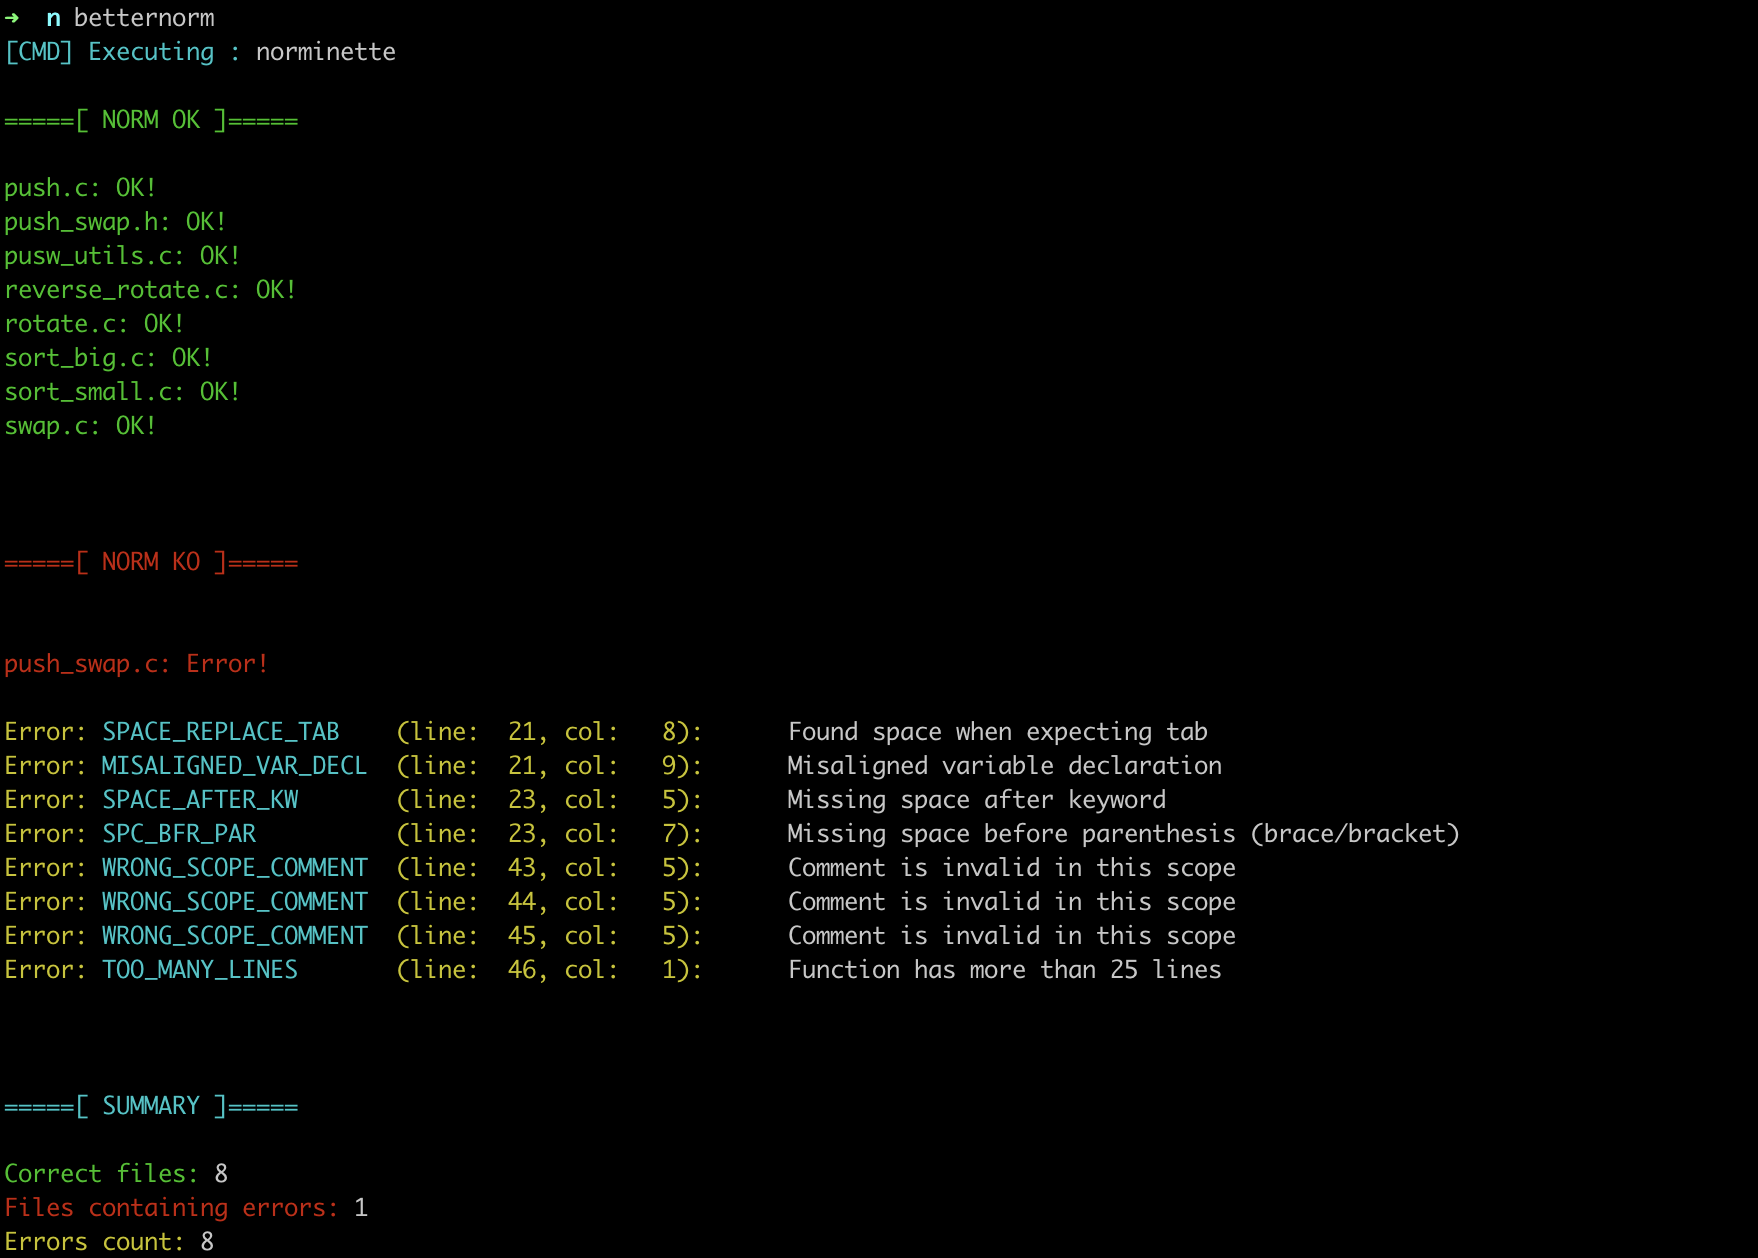 ➜  n betternorm
[CMD] Executing : norminette
=====[ NORM OK ]=====
push.c: OK!
push_swap.h: OK!
pusw_utils.c: OK!
reverse_rotate.c: OK!
rotate.c: OK!
sort_big.c: OK!
sort_small.c: OK!
swap.c: OK!
=====[ NORM KO ]=====
push_swap.c: Error!
Error: SPACE_REPLACE_TAB    (line:  21, col:   8):      Found space when expecting tab
Error: MISALIGNED_VAR_DECL  (line:  21, col:   9):      Misaligned variable declaration
Error: SPACE_AFTER_KW       (line:  23, col:   5):      Missing space after keyword
Error: SPC_BFR_PAR          (line:  23, col:   7):      Missing space before parenthesis (brace/bracket)
Error: WRONG_SCOPE_COMMENT  (line:  43, col:   5):      Comment is invalid in this scope
Error: WRONG_SCOPE_COMMENT  (line:  44, col:   5):      Comment is invalid in this scope
Error: WRONG_SCOPE_COMMENT  (line:  45, col:   5):      Comment is invalid in this scope
Error: TOO_MANY_LINES       (line:  46, col:   1):      Function has more than 25 lines
=====[ SUMMARY ]=====
Correct files: 8
Files containing errors: 1
Errors count: 8